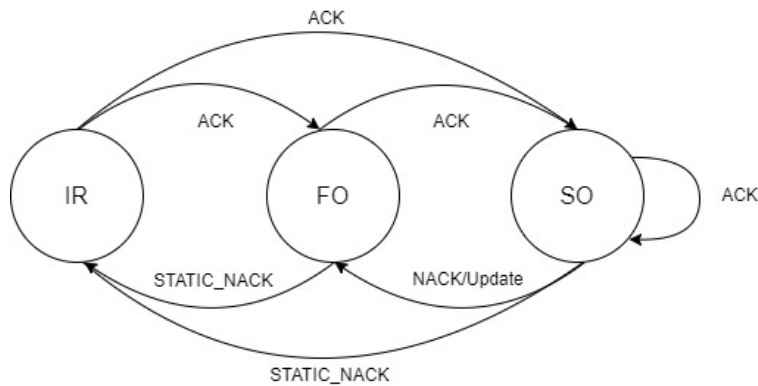 ACK
ACK
ACK
IR
FO
SO
ACK
STATIC_NACK
NACK/Update
STATIC_NACK